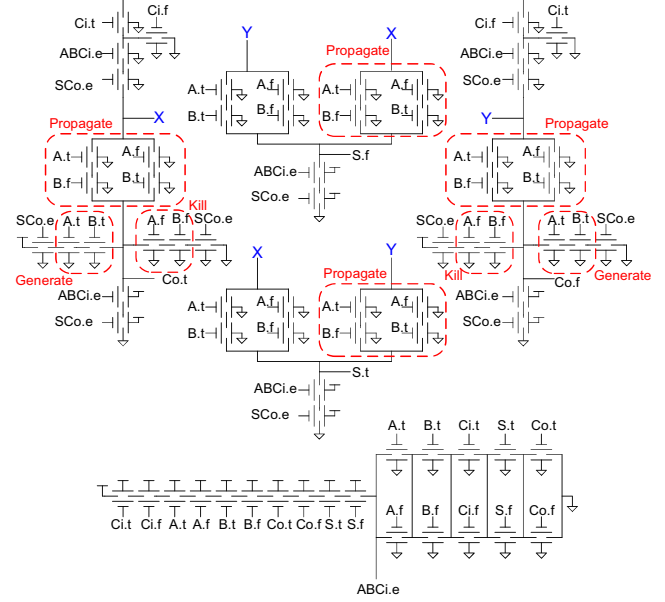 Ci.f
Ci.t
ABCi.e
SCo.e
X
Propagate
A.t
A.f
B.f
B.t
Kill
SCo.e
A.t
B.t
A.f
B.f
SCo.e
Generate
Co.t
ABCi.e
SCo.e
Y
X
Propagate
A.t
A.f
B.t
B.f
A.t
A.f
B.f
B.t
S.f
ABCi.e
SCo.e
Ci.f
Ci.t
ABCi.e
SCo.e
Y
Propagate
A.t
A.f
B.f
B.t
SCo.e
A.f
B.f
A.t
B.t
SCo.e
Kill
Generate
Co.f
ABCi.e
SCo.e
X
Y
Propagate
A.t
A.f
B.t
B.f
A.t
A.f
B.f
B.t
S.t
ABCi.e
SCo.e
A.t B.t Ci.t S.t Co.t
A.f B.f Ci.f S.f Co.f
Ci.t Ci.f A.t A.f B.t B.f Co.t Co.f S.t S.f
ABCi.e